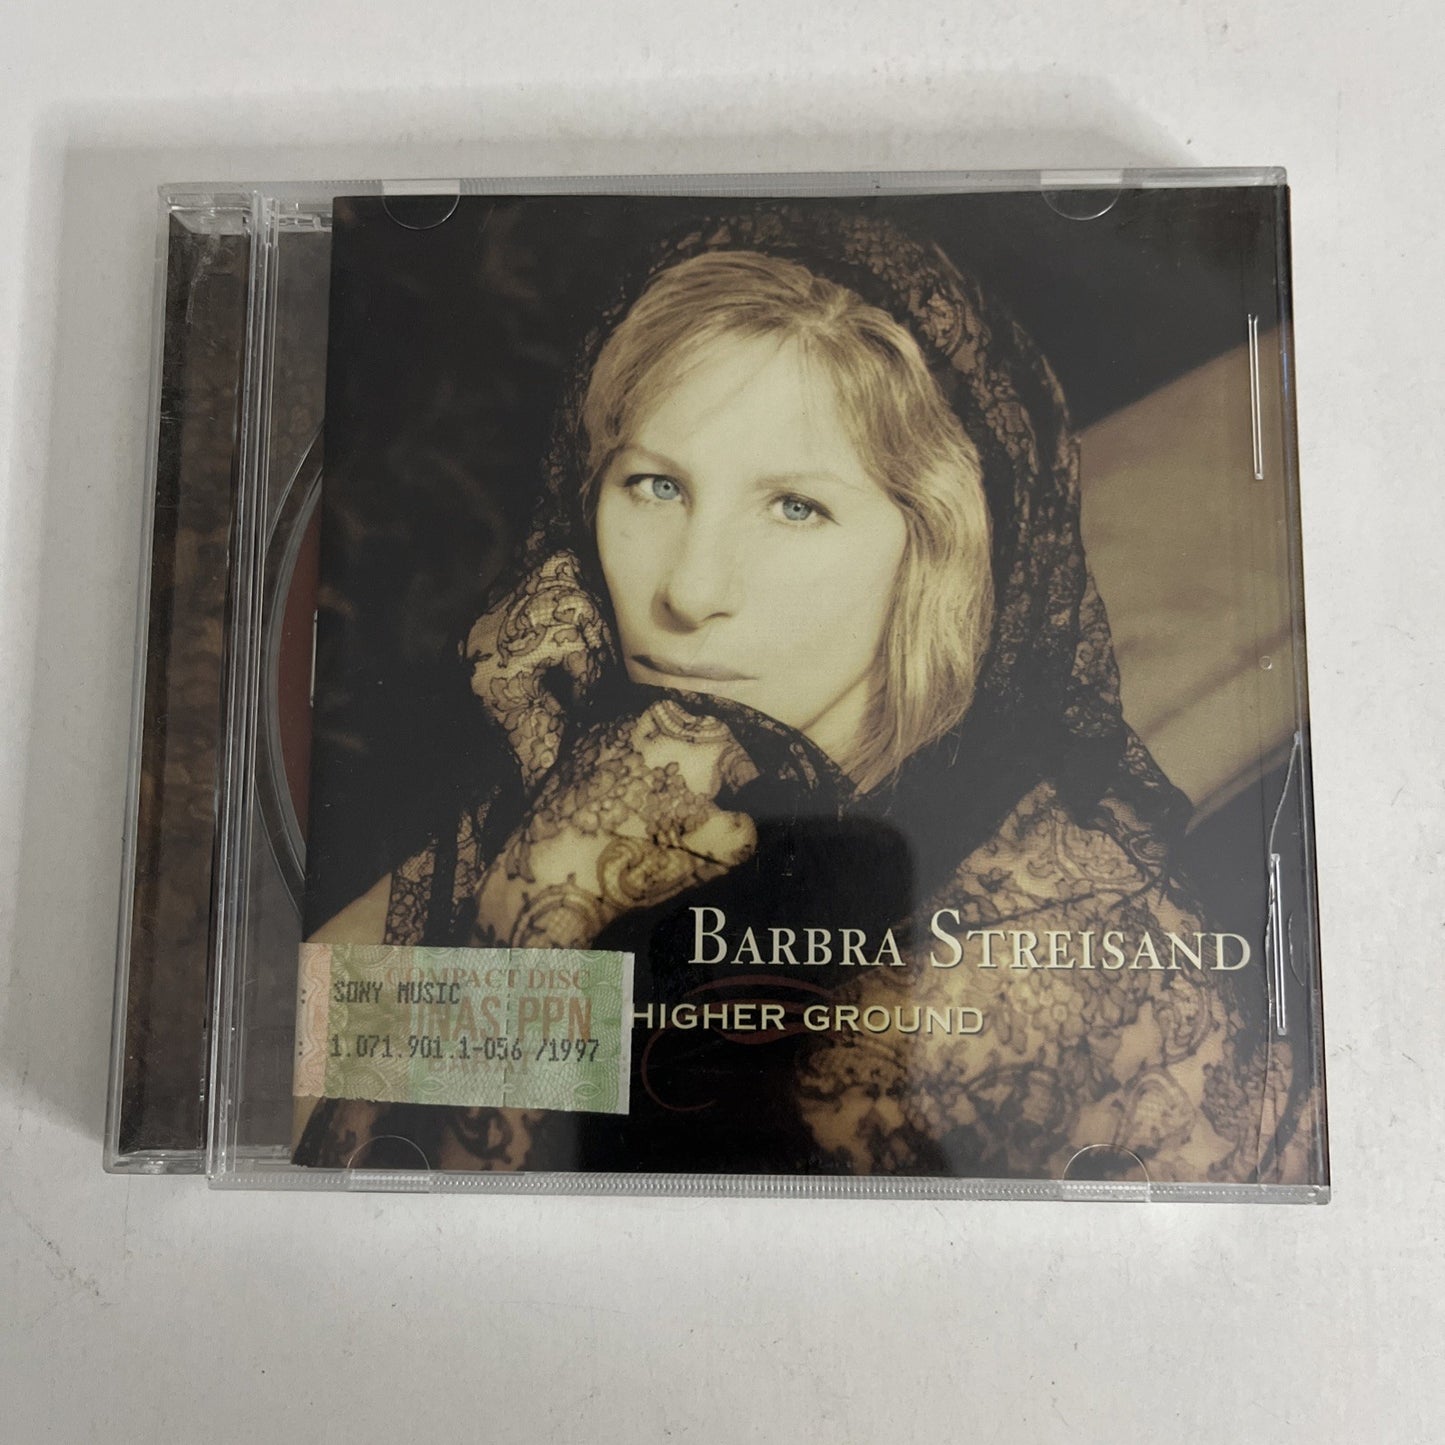 BARBRA STREISAND
HIGHER GROUND
COMPACT DISC
: SONY MUSIC
PPN
: 1.071.901.1-056 /1997